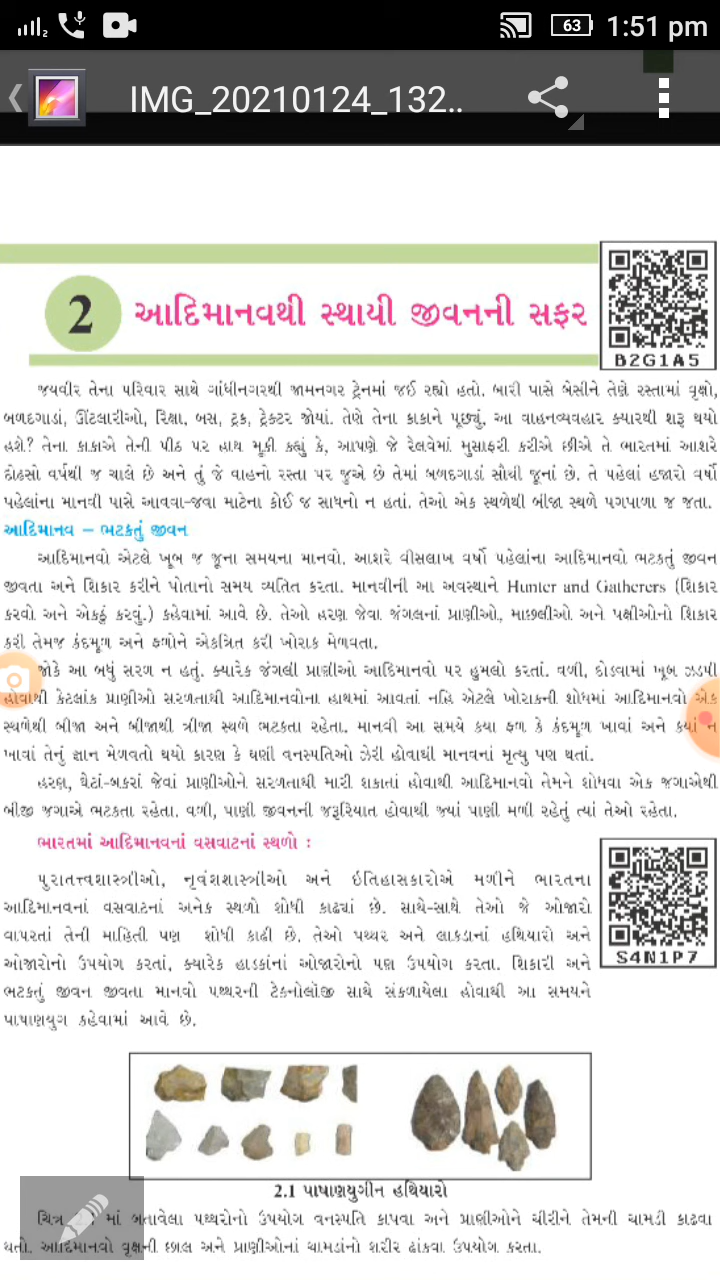 1:51 pm
63
IMG_20210124_132..
2 આદિમાનવથી સ્થાયી જીવનની સફર
B2G1A5
જયવીર તેના પરિવાર સાથે ગાંધીનગરથી જામનગર ટ્રેનમાં જઈ રહ્યો હતો. બારી પાસે બેસીને તેણે રસ્તામાં વૃક્ષો,
બળદગાડાં, ઊંટલારીઓ, રિક્ષા, બસ, ટ્રક, ટ્રેક્ટર જોયાં. તેણે તેના કાકાને પૂછ્યું, આ વાહનવ્યવહાર ક્યારથી શરૂ થયો
હશે? તેના કાકાએ તેની પીઠ પર હાથ મૂકી કહ્યું કે, આપણે જે રેલવેમાં મુસાફરી કરીએ છીએ તે ભારતમાં આશરે
દોઢસો વર્ષથી જ ચાલે છે અને તું જે વાહનો રસ્તા પર જુએ છે તેમાં બળદગાડાં સૌથી જૂનાં છે. તે પહેલાં હજારો વર્ષો
પહેલાંના માનવી પાસે આવવા-જવા માટેના કોઈ જ સાધનો ન હતાં. તેઓ એક સ્થળેથી બીજા સ્થળે પગપાળા જ જતા.
આદિમાનવ – ભટકતું જીવન
આદિમાનવો એટલે ખૂબ જ જૂના સમયના માનવો. આશરે વીસલાખ વર્ષો પહેલાંના આદિમાનવો ભટકતું જીવન
જીવતા અને શિકાર કરીને પોતાનો સમય વ્યતિત કરતા. માનવીની આ અવસ્થાને Hunter and Gatherers (શિકાર
કરવો અને એકઠું કરવું.) કહેવામાં આવે છે. તેઓ હરણ જેવા જંગલનાં પ્રાણીઓ, માછલીઓ અને પક્ષીઓનો શિકાર
કરી તેમજ કંદમૂળ અને ફળોને એકત્રિત કરી ખોરાક મેળવતા.
જોકે આ બધું સરળ ન હતું. ક્યારેક જંગલી પ્રાણીઓ આદિમાનવો પર હુમલો કરતાં. વળી, દોડવામાં ખૂબ ઝડપી
હોવાથી કેટલાંક પ્રાણીઓ સરળતાથી આદિમાનવોના હાથમાં આવતાં નહિ એટલે ખોરાકની શોધમાં આદિમાનવો એક
સ્થળેથી બીજા અને બીજાથી ત્રીજા સ્થળે ભટકતા રહેતા. માનવી આ સમયે કયા ફળ કે કંદમૂળ ખાવાં અને કયાં ન
ખાવાં તેનું જ્ઞાન મેળવતો થયો કારણ કે ઘણી વનસ્પતિઓ ઝેરી હોવાથી માનવનાં મૃત્યુ પણ થતાં.
હરણ, ઘેટાં-બકરાં જેવાં પ્રાણીઓને સરળતાથી મારી શકાતાં હોવાથી આદિમાનવો તેમને શોધવા એક જગાએથી
બીજી જગાએ ભટકતા રહેતા. વળી, પાણી જીવનની જરૂરિયાત હોવાથી જ્યાં પાણી મળી રહેતું ત્યાં તેઓ રહેતા.
ભારતમાં આદિમાનવનાં વસવાટનાં સ્થળો :
પુરાતત્ત્વશાસ્ત્રીઓ, નૃવંશશાસ્ત્રીઓ અને ઇતિહાસકારોએ મળીને ભારતના
આદિમાનવનાં વસવાટનાં અનેક સ્થળો શોધી કાઢ્યાં છે. સાથે-સાથે તેઓ જે ઓજારો
વાપરતાં તેની માહિતી પણ શોધી કાઢી છે. તેઓ પથ્થર અને લાકડાનાં હથિયારો અને
ઓજારોનો ઉપયોગ કરતાં, ક્યારેક હાડકાંનાં ઓજારોનો પણ ઉપયોગ કરતા. શિકારી અને
ભટકતું જીવન જીવતા માનવો પથ્થરની ટેકનોલૉજી સાથે સંકળાયેલા હોવાથી આ સમયને
પાષાણયુગ કહેવામાં આવે છે.
S4N1P7
2.1 પાષાણયુગીન હથિયારો
ચિત્ર માં બતાવેલા પથ્થરોનો ઉપયોગ વનસ્પતિ કાપવા અને પ્રાણીઓને ચીરીને તેમની ચામડી કાઢવા
થતો. આદિમાનવો વૃક્ષની છાલ અને પ્રાણીઓનાં ચામડાંનો શરીર ઢાંકવા ઉપયોગ કરતા.